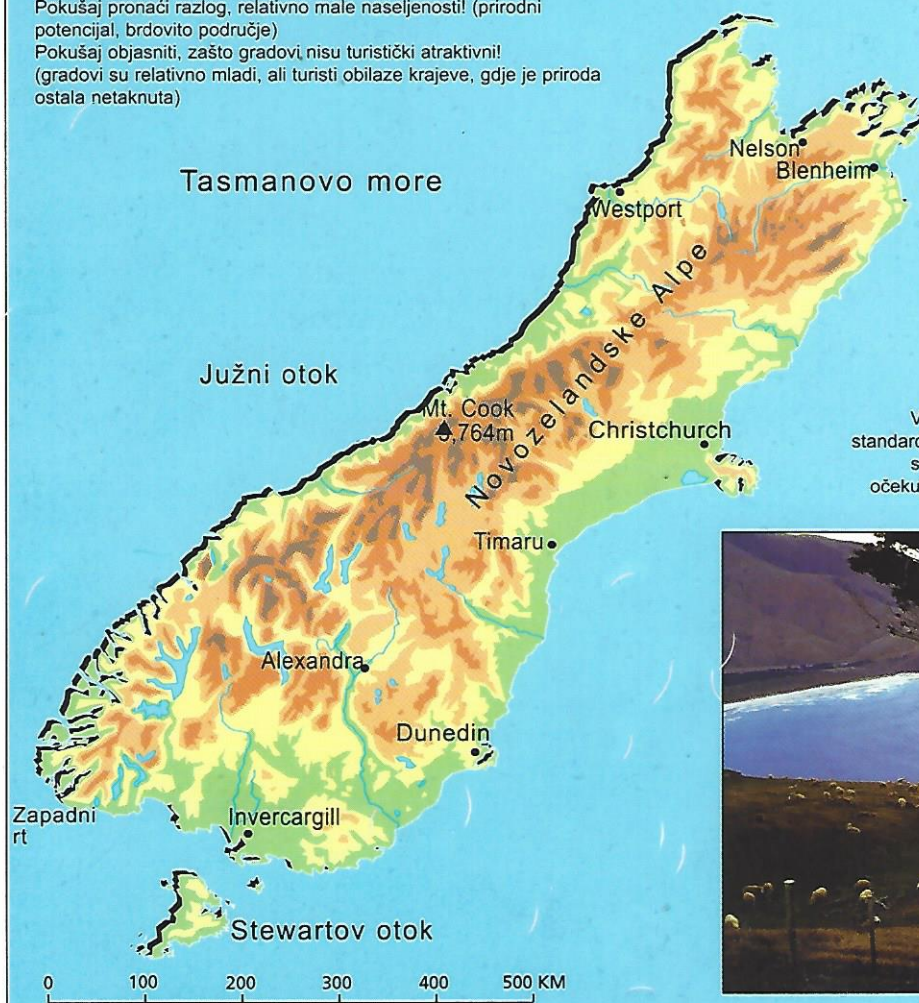 Pokušaj pronaći razlog, relativno male naseljenosti! (prirodni
potencijal, brdovito područje)
Pokušaj objasniti, zašto gradovi nisu turistički atraktivni!
(gradovi su relativno mladi, ali turisti obilaze krajeve, gdje je priroda
ostala netaknuta)
Tasmanovo more
Nelson
Blenheim
Westport
Novozelandske Alpe
Južni otok
Mt. Cook
3,764m
Christchurch
Timaru
Alexandra
Dunedin
Zapadni
rt
Invercargill
Stewartov otok
0 100 200 300 400 500 KM